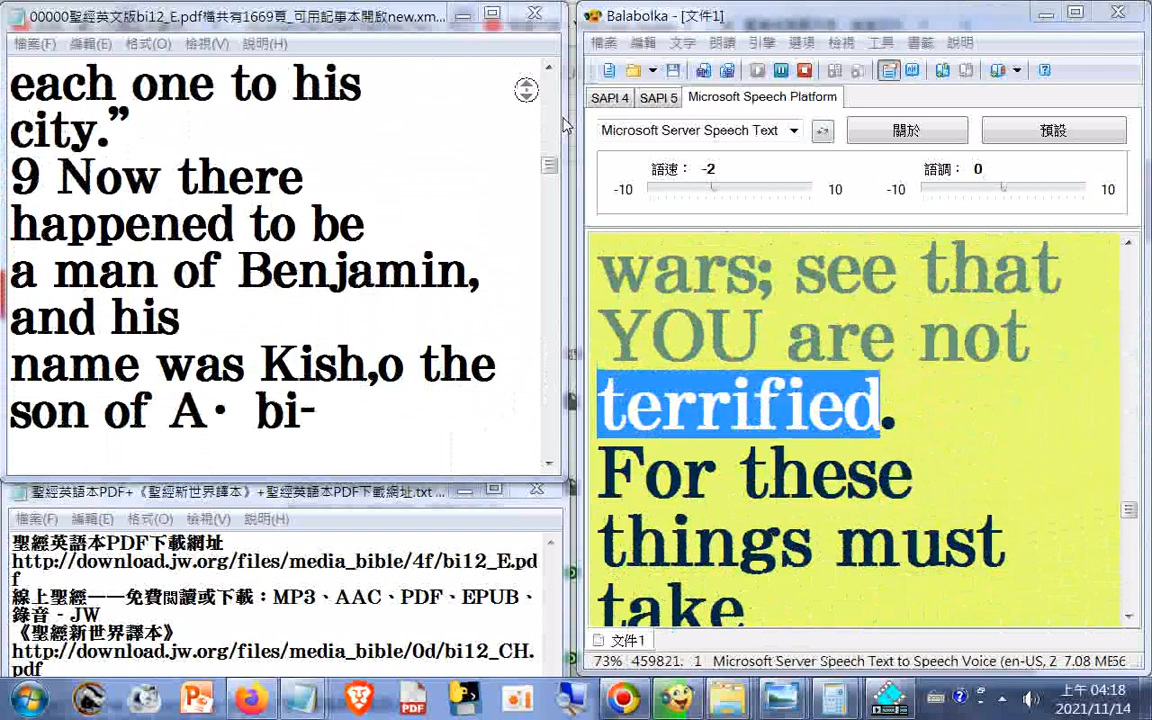 00000聖經英文版bi12_E.pdf檔共有1669頁_可用記事本開啟new.xm...
檔案(F) 編輯(E) 格式(O) 檢視(V) 說明(H)
each one to his
city.”
9 Now there
happened to be
a man of Benjamin,
and his
name was Kish,o the
son of A· bi-
聖經英語本PDF+《聖經新世界譯本》+聖經英語本PDF下載網址.txt ...
檔案(F) 編輯(E) 格式(O) 檢視(V) 說明(H)
聖經英語本PDF下載網址
http://download.jw.org/files/media_bible/4f/bi12_E.pd
f
線上聖經——免費閱讀或下載：MP3、AAC、PDF、EPUB、
錄音 - JW
《聖經新世界譯本》
http://download.jw.org/files/media_bible/0d/bi12_CH.
pdf
Balabolka - [文件1]
檔案 編輯 文字 朗讀 引擎 選項 檢視 工具 書籤 說明
SAPI 4 SAPI 5 Microsoft Speech Platform
Microsoft Server Speech Text 關於 預設
語速： -2 語調： 0
-10 10 -10 10
wars; see that
YOU are not
terrified.
For these
things must
take
文件1
73% 459821: 1 Microsoft Server Speech Text to Speech Voice (en-US, Z 7.08 МБ
上午 04:18
2021/11/14